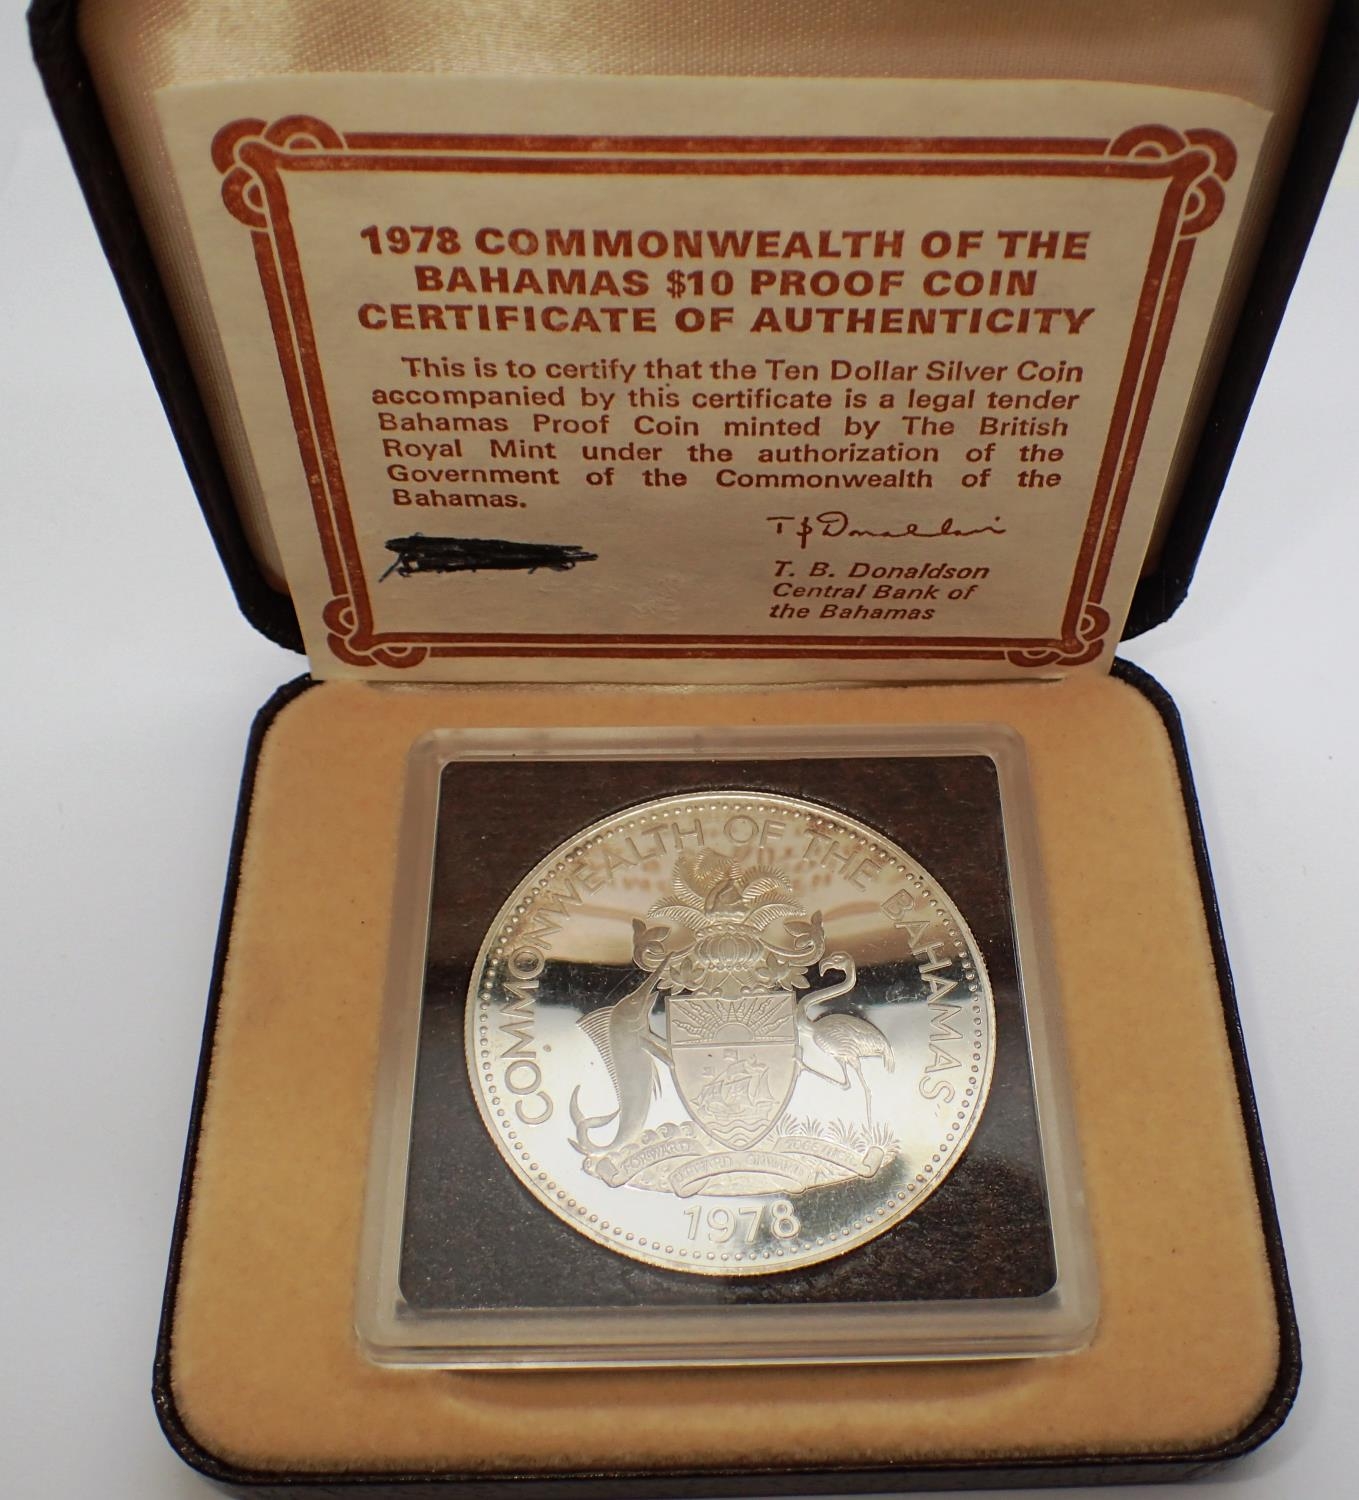 1978 COMMONWEALTH OF THE
BAHAMAS $10 PROOF COIN
CERTIFICATE OF AUTHENTICITY
This is to certify that the Ten Dollar Silver Coin
accompanied by this certificate is a legal tender
Bahamas Proof Coin minted by The British
Royal Mint under the authorization of the
Government of the Commonwealth of the
Bahamas.
T B Donaldson
T. B. Donaldson
Central Bank of
the Bahamas
COMMONWEALTH OF THE BAHAMAS
FORWARD UPWARD ONWARD TOGETHER
1978